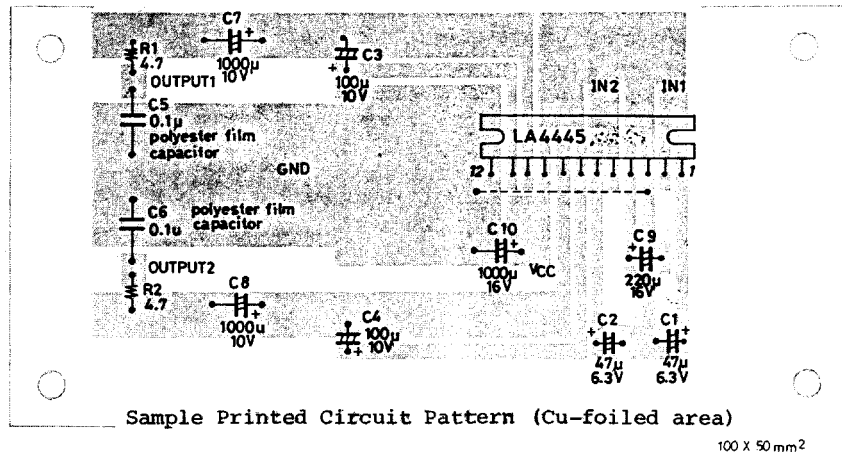 C7
1000µ
10V
R1
4.7
OUTPUT1
C3
100µ
10V
IN2
IN1
C5
0.1µ
polyester film
capacitor
LA4445
GND
12
1
C6
0.1u
polyester film
capacitor
C10
1000µ
16V
VCC
C9
220µ
16V
OUTPUT2
R2
4.7
C8
1000u
10V
C4
100µ
10V
C2
47µ
6.3V
C1
47µ
6.3V
Sample Printed Circuit Pattern (Cu-foiled area)
100 X 50 mm²